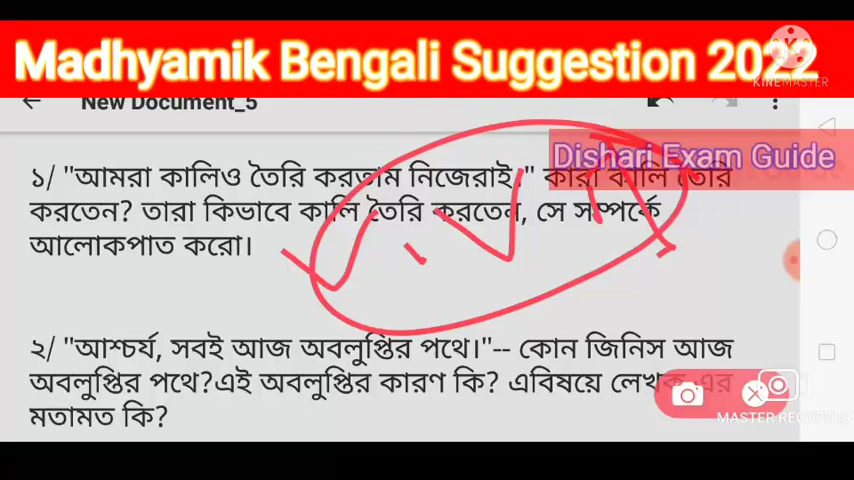 Madhyamik Bengali Suggestion 2022
KINEMASTER
New Document_5
Dishari Exam Guide
১/ "আমরা কালিও তৈরি করতাম নিজেরাই।" কারা কালি তৈরি
করতেন? তারা কিভাবে কালি তৈরি করতেন, সে সম্পর্কে
আলোকপাত করো।
২/ "আশ্চর্য, সবই আজ অবলুপ্তির পথে।"-- কোন জিনিস আজ
অবলুপ্তির পথে?এই অবলুপ্তির কারণ কি? এবিষয়ে লেখক এর
মতামত কি?
MASTER RECORDER